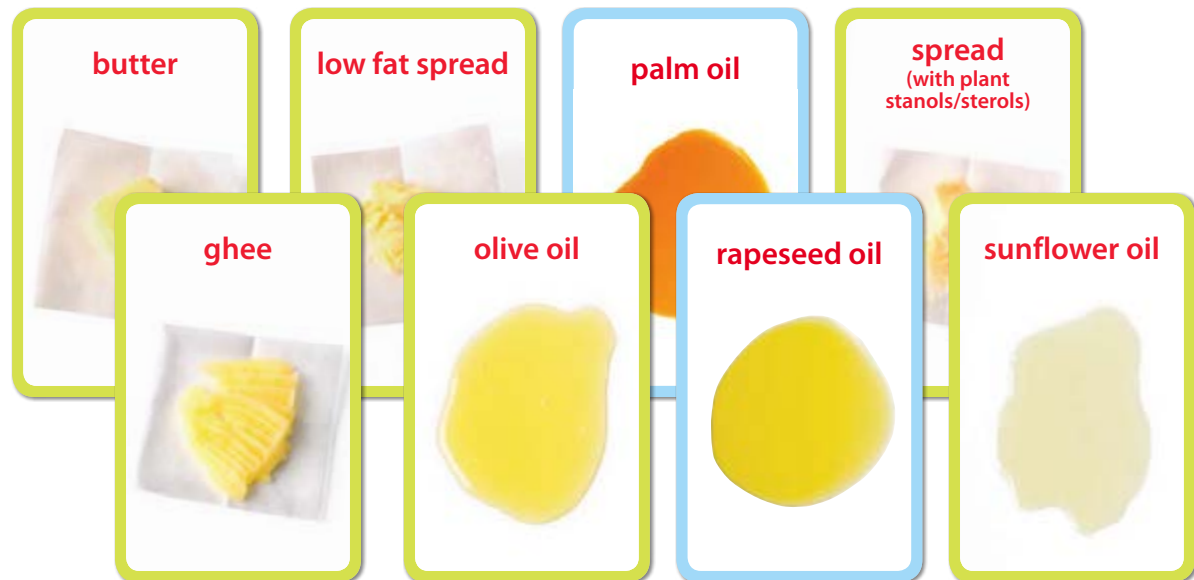 butter
low fat spread
palm oil
spread
(with plant
stanols/sterols)
ghee
olive oil
rapeseed oil
sunflower oil